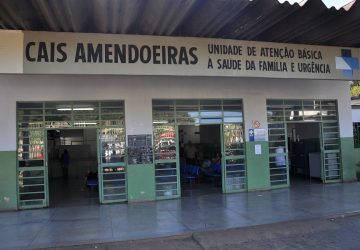 CAIS AMENDOEIRAS
UNIDADE DE ATENÇÃO BÁSICA
A SAÚDE DA FAMÍLIA E URGÊNCIA